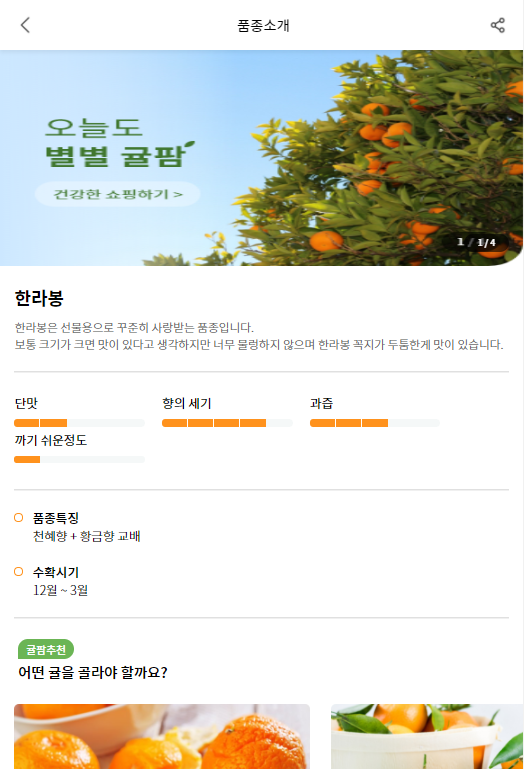 품종소개
오늘도
별별 귤팜
건강한 쇼핑하기 >
1 / 1/4
한라봉
한라봉은 선물용으로 꾸준히 사랑받는 품종입니다.
보통 크기가 크면 맛이 있다고 생각하지만 너무 물렁하지 않으며 한라봉 꼭지가 두툼한게 맛이 있습니다.
단맛 향의 세기 과즙
까기 쉬운정도
품종특징
천혜향 + 황금향 교배
수확시기
12월 ~ 3월
귤팜추천
어떤 귤을 골라야 할까요?